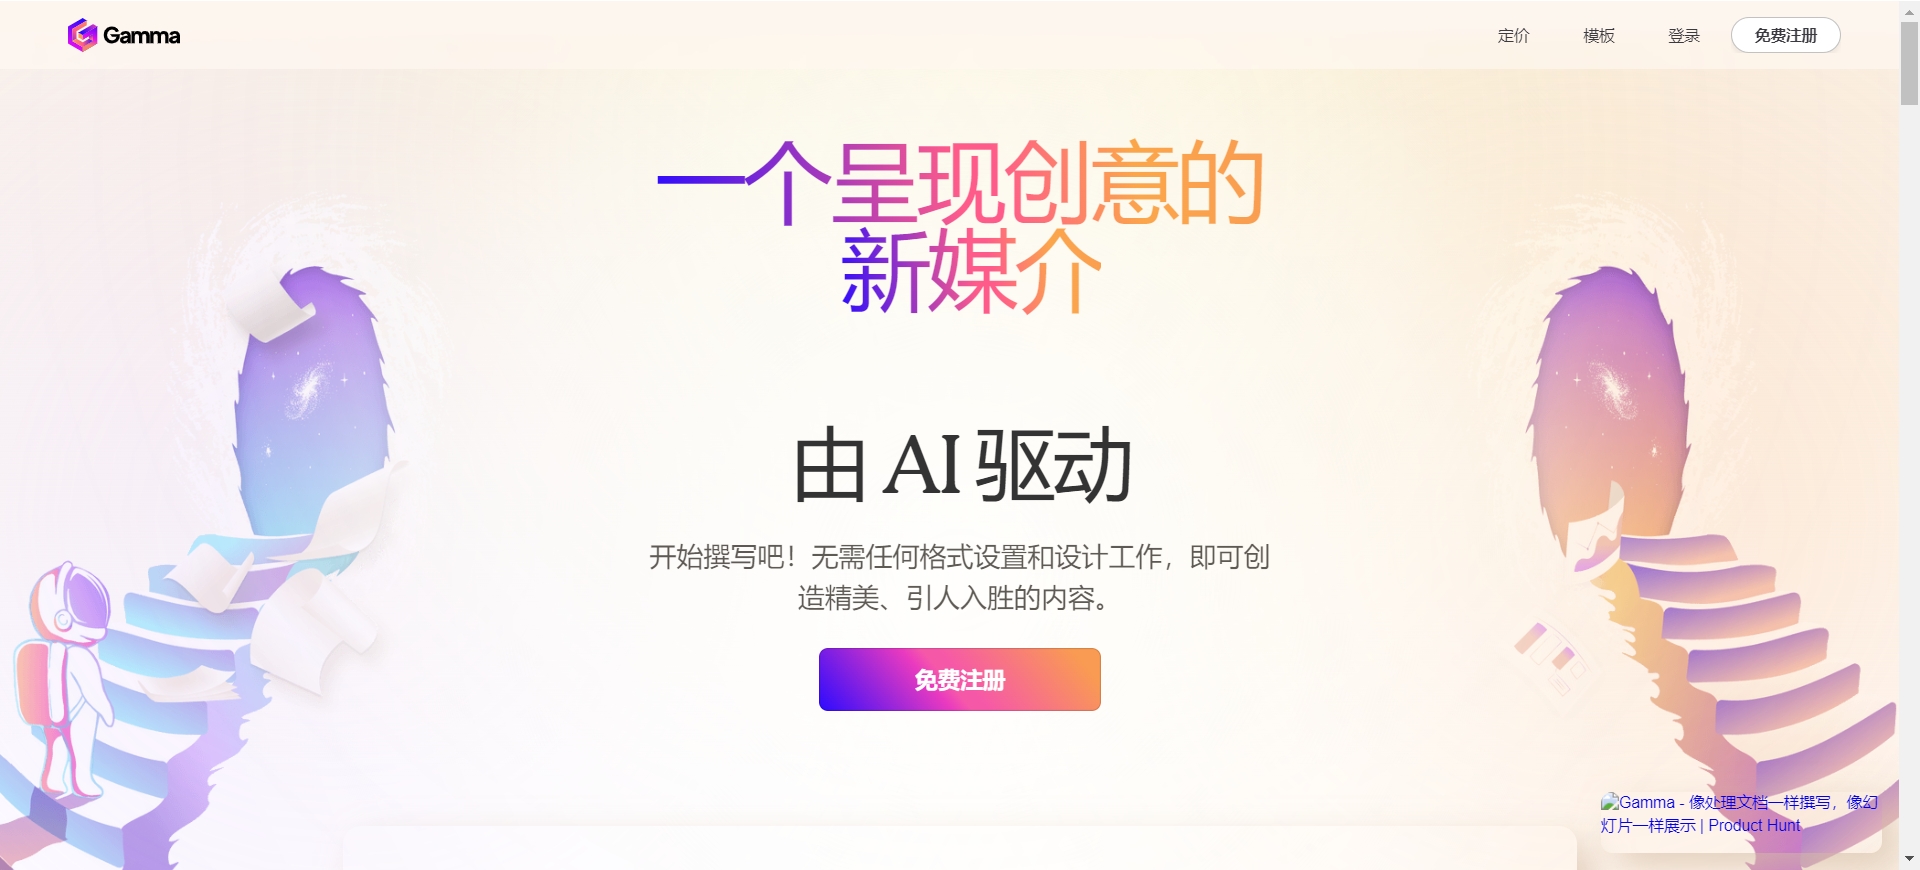 Gamma
定价
模板
登录
免费注册
一个呈现创意的
新媒介
由 AI 驱动
开始撰写吧！无需任何格式设置和设计工作，即可创
造精美、引人入胜的内容。
免费注册
Gamma - 像处理文档一样撰写，像幻
灯片一样展示 | Product Hunt